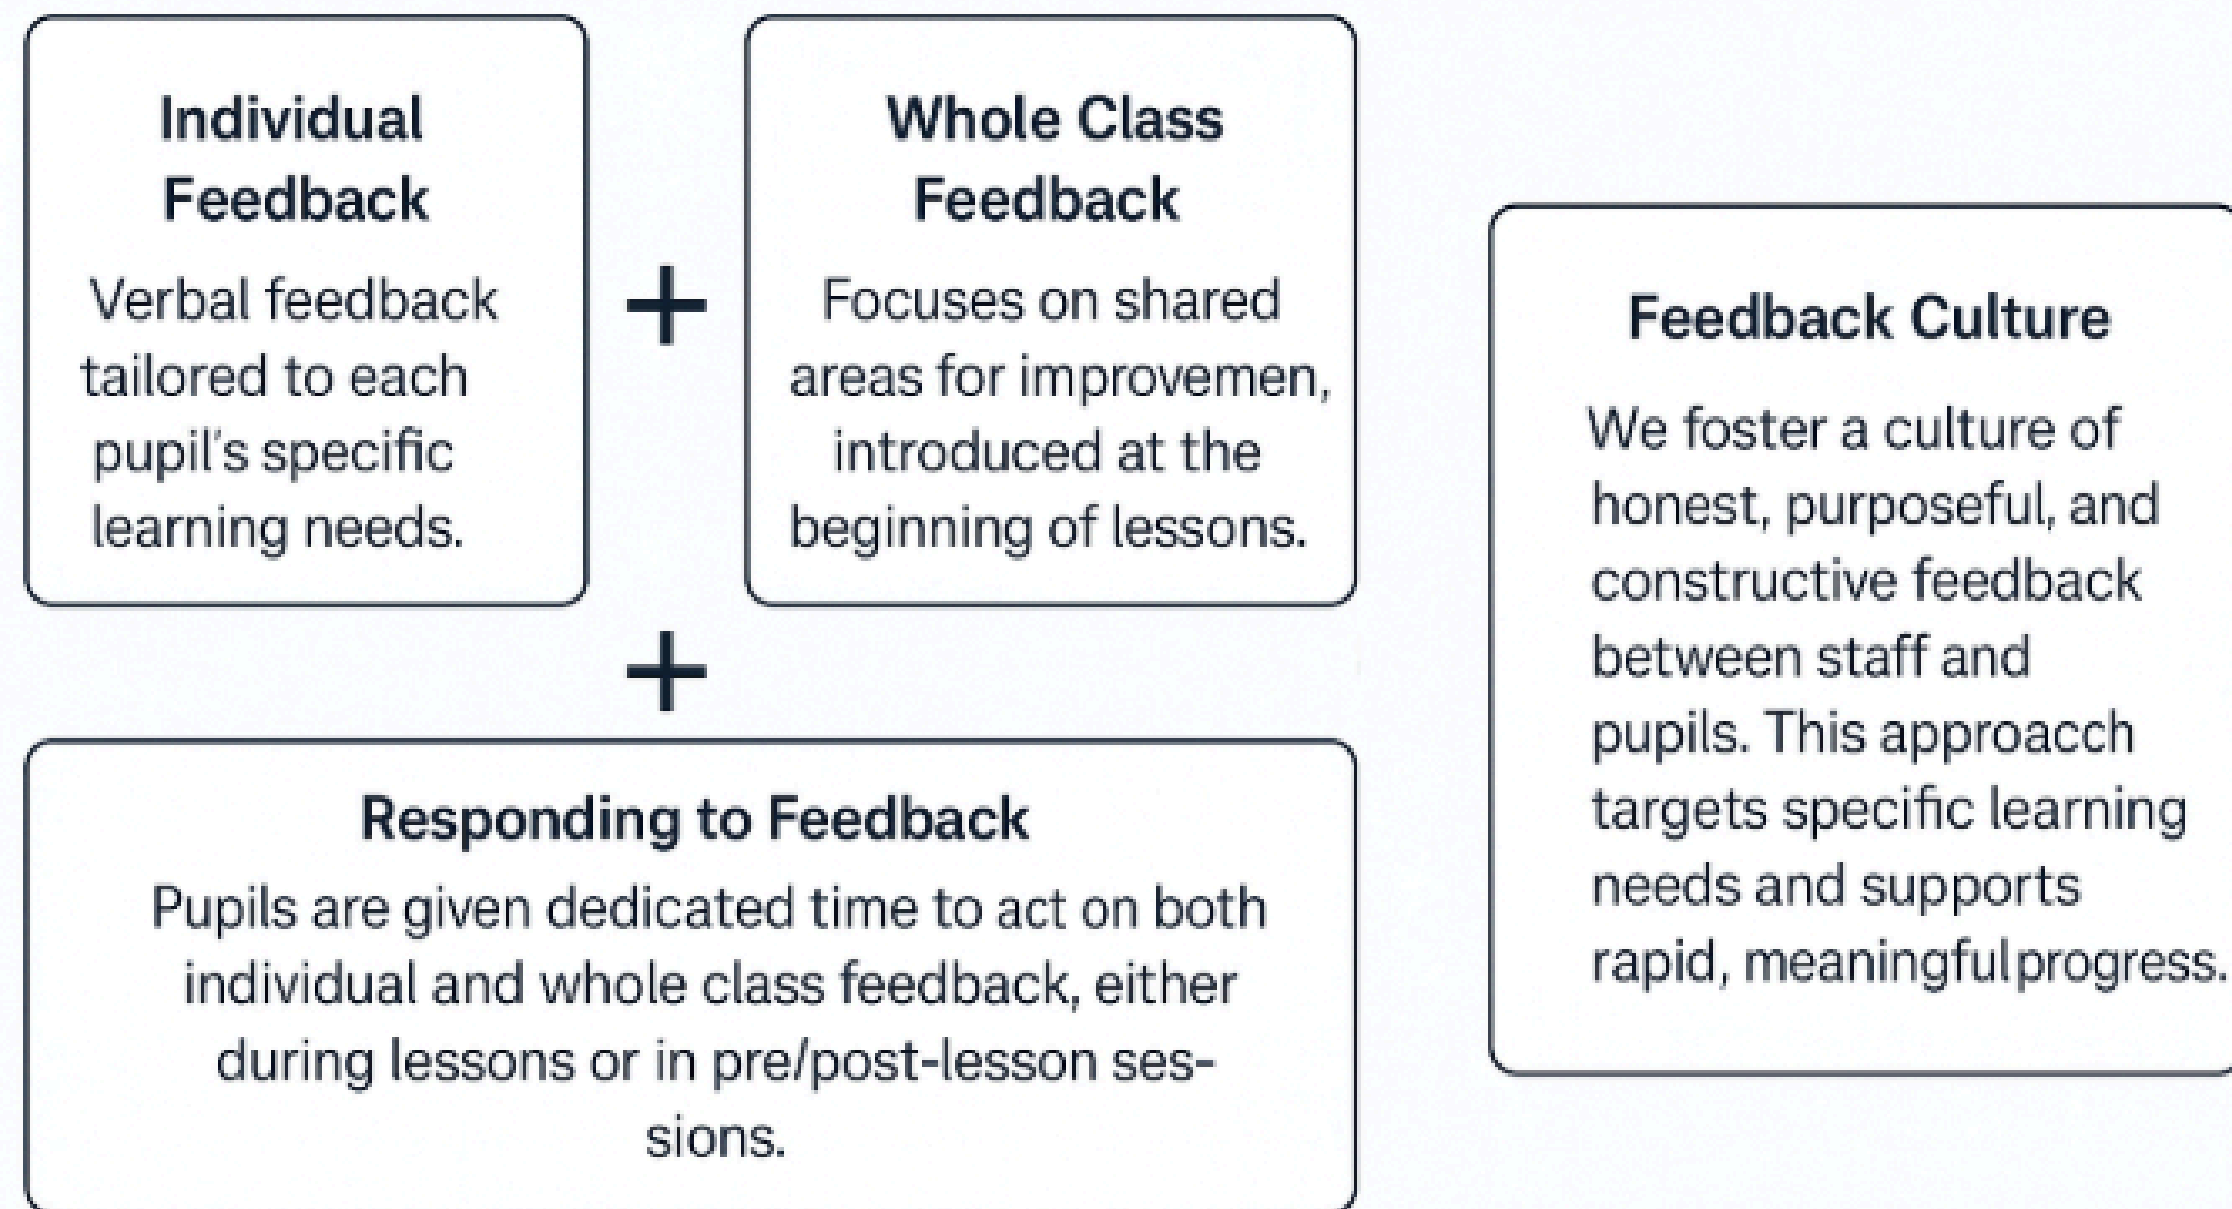 Individual
Feedback
Verbal feedback
tailored to each
pupil's specific
learning needs.
+
Whole Class
Feedback
Focuses on shared
areas for improvemen,
introduced at the
beginning of lessons.
+
Responding to Feedback
Pupils are given dedicated time to act on both
individual and whole class feedback, either
during lessons or in pre/post-lesson ses-
sions.
Feedback Culture
We foster a culture of
honest, purposeful, and
constructive feedback
between staff and
pupils. This approacch
targets specific learning
needs and supports
rapid, meaningful progress.